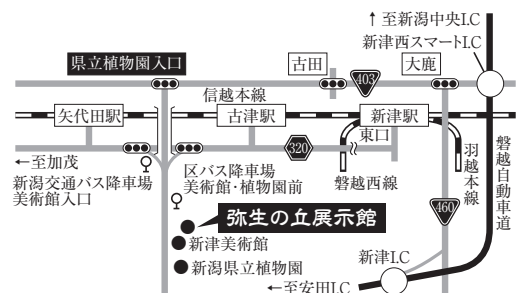 ↑至新潟中央I.C
新津西スマートI.C
県立植物園入口
古田
大鹿
403
信越本線
矢代田駅
古津駅
新津駅
東口
320
←至加茂
新潟交通バス降車場
美術館入口
区バス降車場
美術館・植物園前
磐越西線
羽越本線
磐越自動車道
460
弥生の丘展示館
新津美術館
新潟県立植物園
新津I.C
←至安田I.C